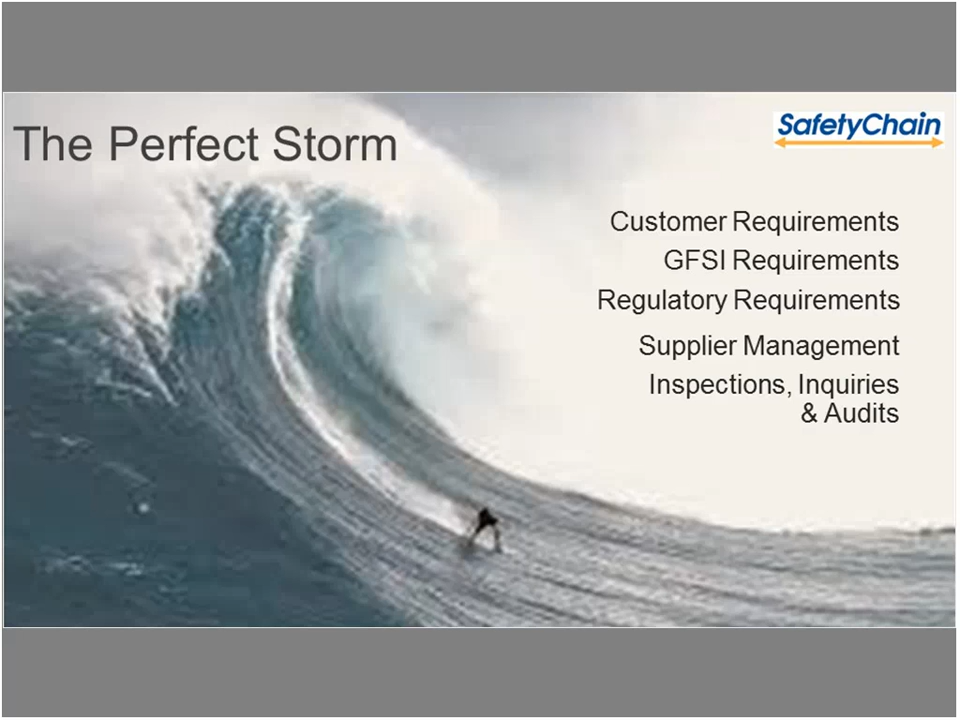 The Perfect Storm
SafetyChain
Customer Requirements
GFSI Requirements
Regulatory Requirements
Supplier Management
Inspections, Inquiries
& Audits